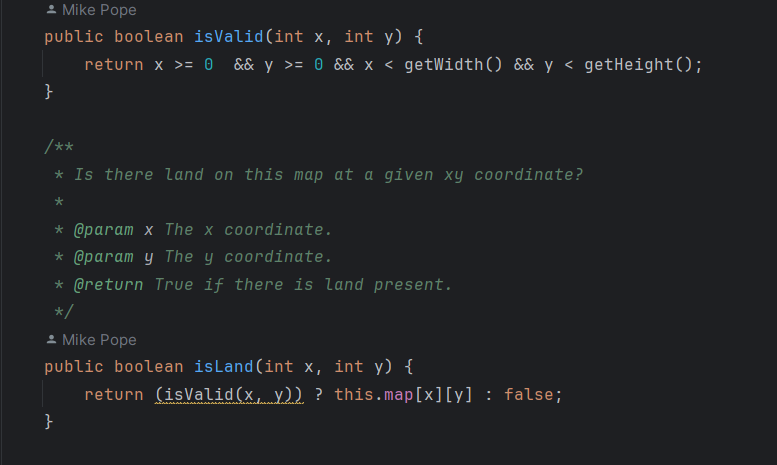 Mike Pope
public boolean isValid(int x, int y) {
    return x >= 0  && y >= 0 && x < getWidth() && y < getHeight();
}

/**
 * Is there land on this map at a given xy coordinate?
 *
 * @param x The x coordinate.
 * @param y The y coordinate.
 * @return True if there is land present.
 */
Mike Pope
public boolean isLand(int x, int y) {
    return (isValid(x, y)) ? this.map[x][y] : false;
}